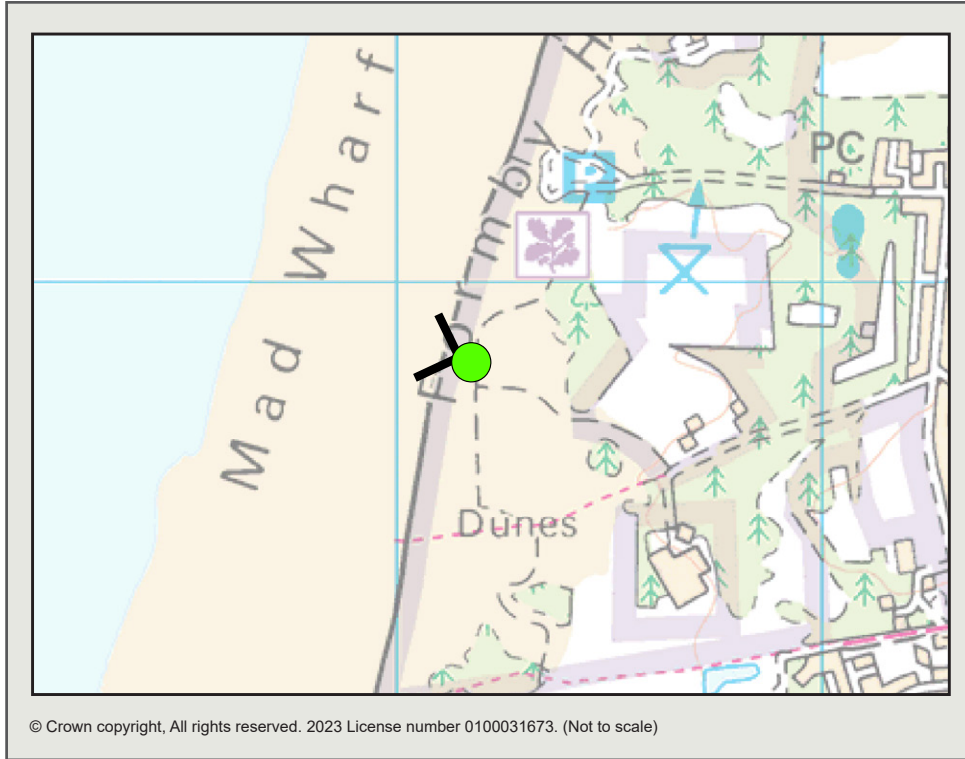 Mad Wharf
Formby H
P
PC
Dunes
© Crown copyright, All rights reserved. 2023 License number 0100031673. (Not to scale)